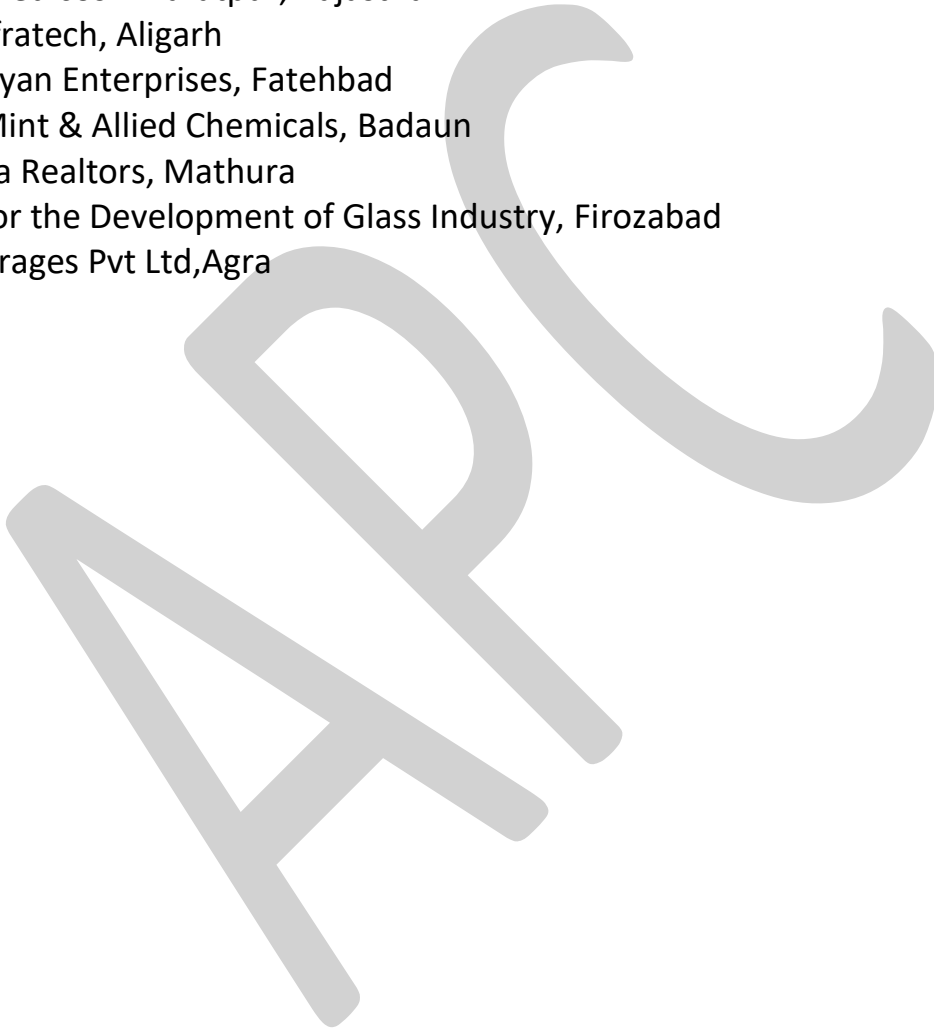 fratech, Aligarh
yan Enterprises, Fatehbad
Mint & Allied Chemicals, Badaun
a Realtors, Mathura
or the Development of Glass Industry, Firozabad
rages Pvt Ltd,Agra
APC